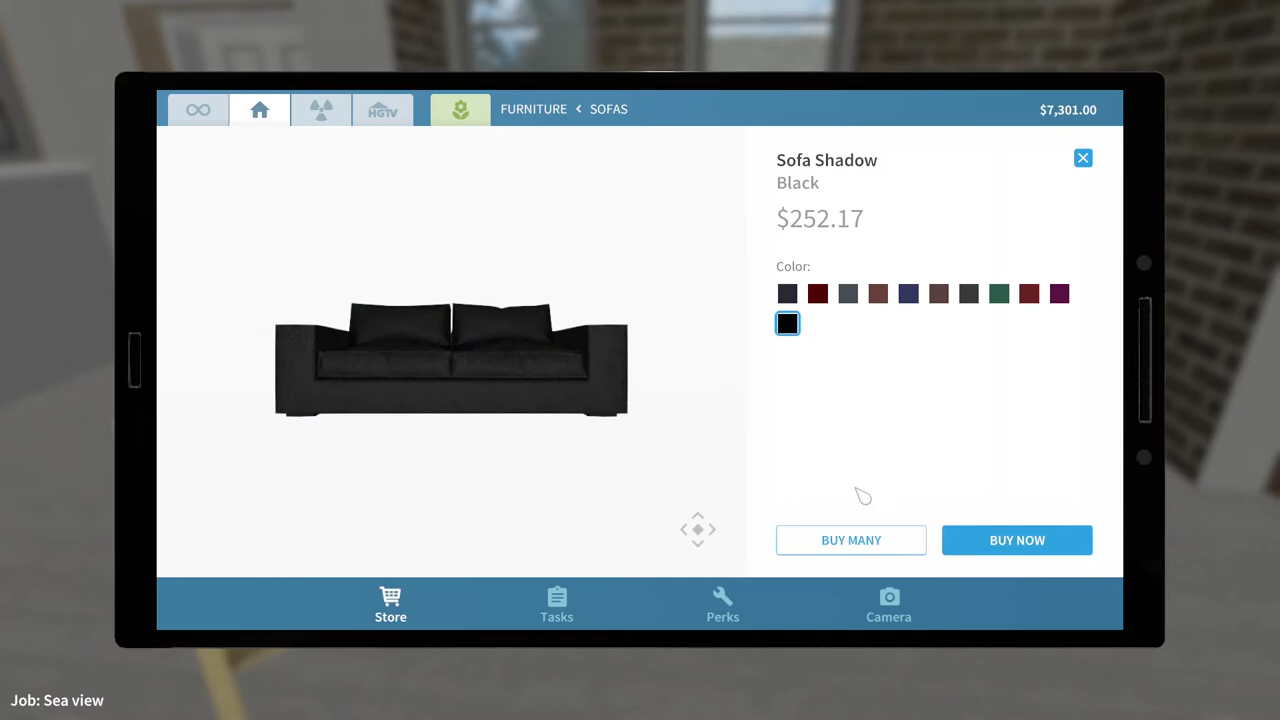 HGTV
FURNITURE < SOFAS
$7,301.00
Sofa Shadow
Black
$252.17
Color:
BUY MANY
BUY NOW
Store
Tasks
Perks
Camera
Job: Sea view